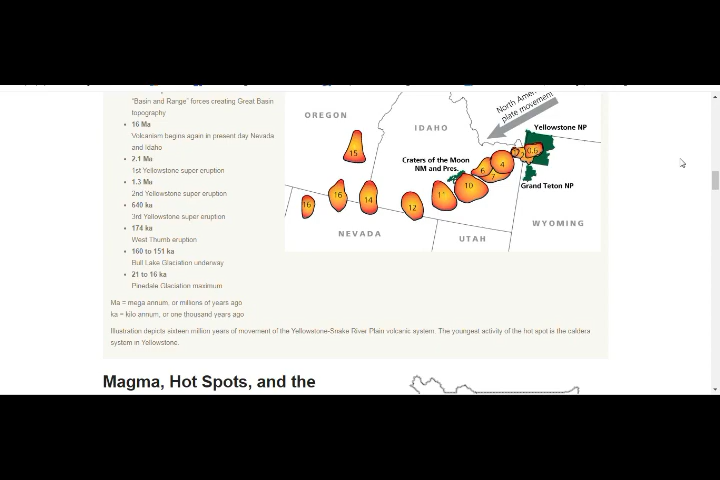 "Basin and Range" forces creating Great Basin
topography
• 16 Ma
Volcanism begins again in present day Nevada
and Idaho
• 2.1 Ma
1st Yellowstone super eruption
• 1.3 Ma
2nd Yellowstone super eruption
• 640 ka
3rd Yellowstone super eruption
• 174 ka
West Thumb eruption
• 160 to 151 ka
Bull Lake Glaciation underway
• 21 to 16 ka
Pinedale Glaciation maximum
Ma = mega annum, or millions of years ago
ka = kilo annum, or one thousand years ago
North Amer
plate movement
OREGON
IDAHO
Yellowstone NP
15
Craters of the Moon
NM and Pres.
4
2
0.6
6
7
Grand Teton NP
16
16
14
12
11
10
WYOMING
NEVADA
UTAH
Illustration depicts sixteen million years of movement of the Yellowstone-Snake River Plain volcanic system. The youngest activity of the hot spot is the caldera
system in Yellowstone.
Magma, Hot Spots, and the